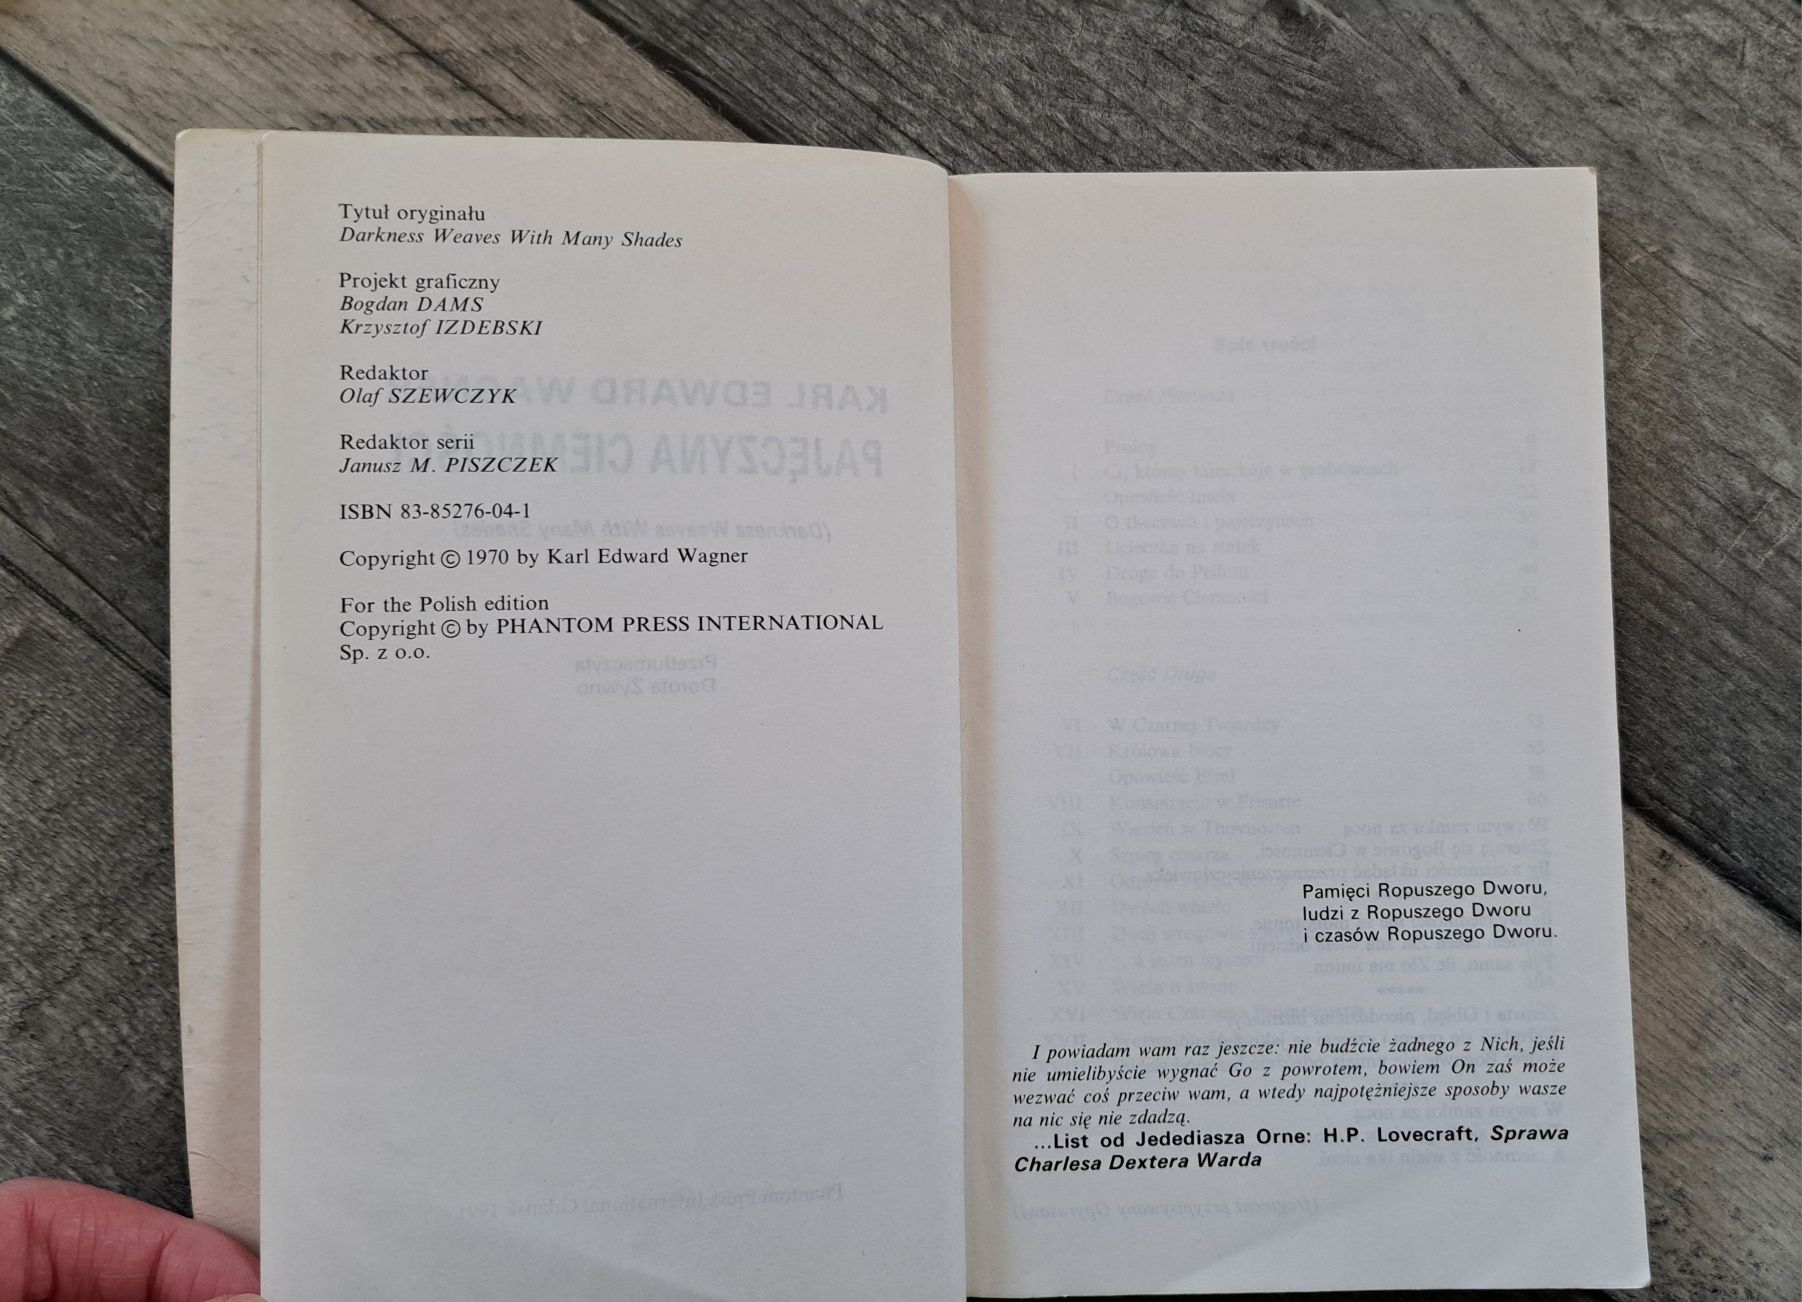 Tytuł oryginału
Darkness Weaves With Many Shades
Projekt graficzny
Bogdan DAMS
Krzysztof IZDEBSKI
Redaktor
Olaf SZEWCZYK
Redaktor serii
Janusz M. PISZCZEK
ISBN 83-85276-04-1
Copyright © 1970 by Karl Edward Wagner
For the Polish edition
Copyright © by PHANTOM PRESS INTERNATIONAL
Sp. z o.o.
Pamięci Ropuszego Dworu,
ludzi z Ropuszego Dworu
i czasów Ropuszego Dworu.
I powiadam wam raz jeszcze: nie budźcie żadnego z Nich, jeśli
nie umielibyście wygnać Go z powrotem, bowiem On zaś może
wezwać coś przeciw wam, a wtedy najpotężniejsze sposoby wasze
na nic się nie zdadzą.
...List od Jedediasza Orne: H.P. Lovecraft, Sprawa
Charlesa Dextera Warda